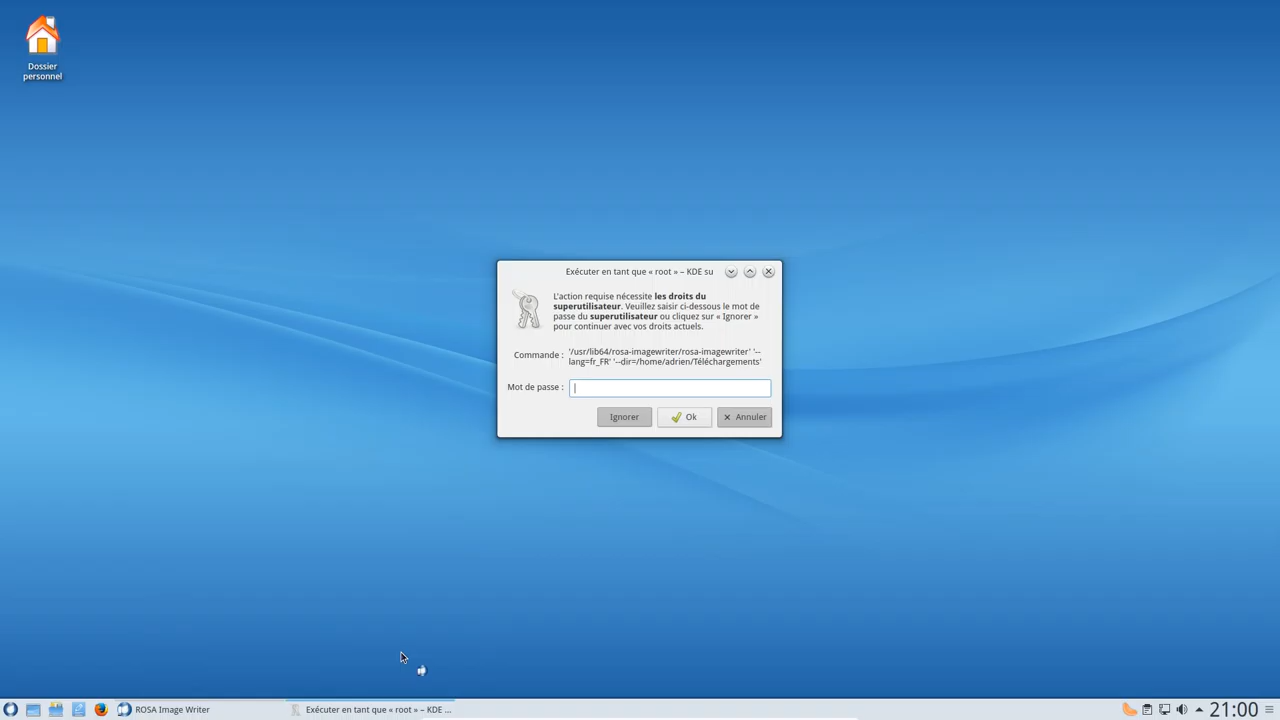 Dossier
personnel
Exécuter en tant que « root » – KDE su
L'action requise nécessite les droits du
superutilisateur. Veuillez saisir ci-dessous le mot de
passe du superutilisateur ou cliquez sur « Ignorer »
pour continuer avec vos droits actuels.
Commande : '/usr/lib64/rosa-imagewriter/rosa-imagewriter' '--
lang=fr_FR' '--dir=/home/adrien/Téléchargements'
Mot de passe :
Ignorer Ok Annuler
ROSA Image Writer Exécuter en tant que « root » – KDE ... 21:00